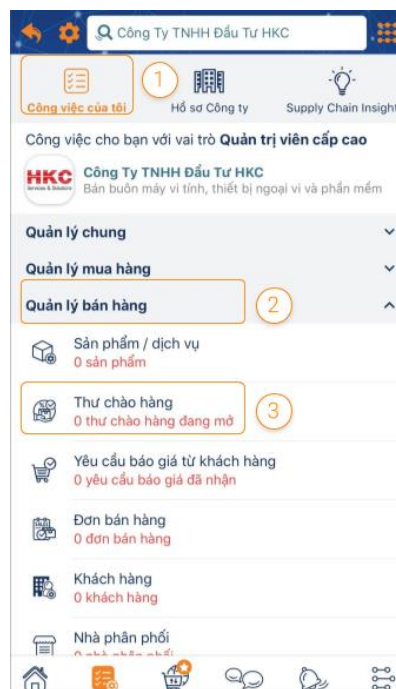 Công Ty TNHH Đầu Tư HKC
1
Công việc của tôi
Hồ sơ Công ty
Supply Chain Insight
Công việc cho bạn với vai trò Quản trị viên cấp cao
HKC
Công Ty TNHH Đầu Tư HKC
Bán buôn máy vi tính, thiết bị ngoại vi và phần mềm
Quản lý chung
Quản lý mua hàng
Quản lý bán hàng
2
Sản phẩm / dịch vụ
0 sản phẩm
Thư chào hàng
0 thư chào hàng đang mở
3
Yêu cầu báo giá từ khách hàng
0 yêu cầu báo giá đã nhận
Đơn bán hàng
0 đơn bán hàng
Khách hàng
0 khách hàng
Nhà phân phối
0 nhà phân phối